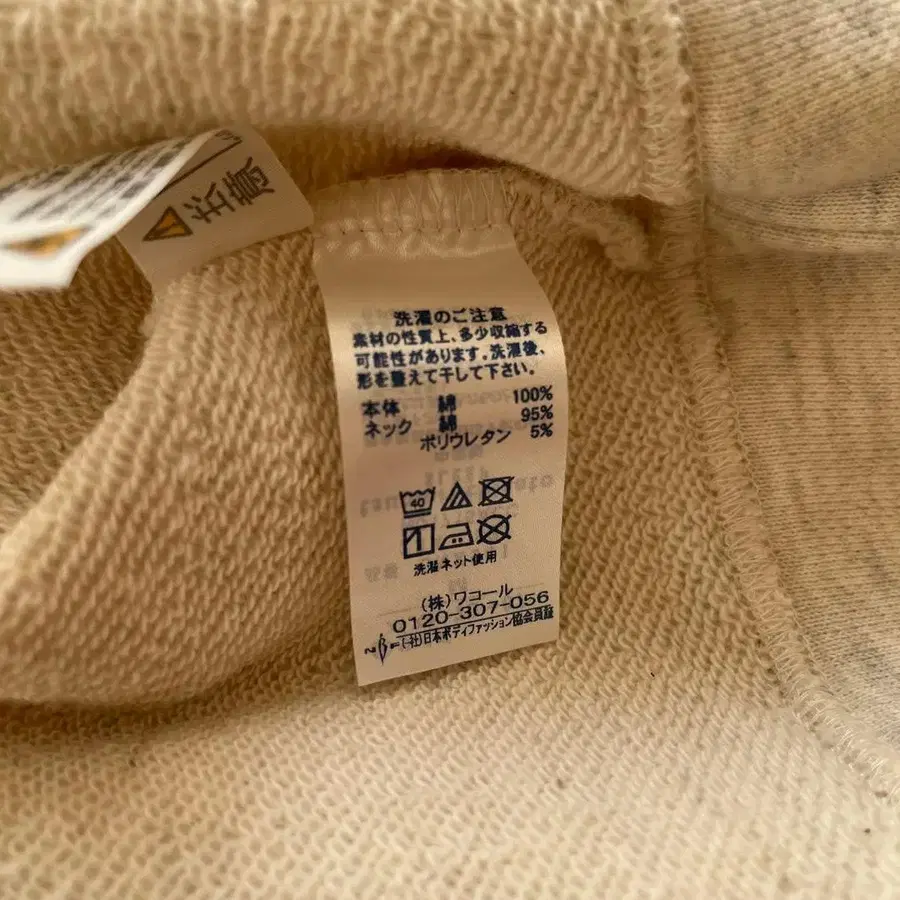 洗濯のご注意
素材の性質上、多少収縮する
可能性があります。洗濯後、
形を整えて干して下さい。
本体 綿 100%
ネック 綿 95%
ポリウレタン 5%
40
洗濯ネット使用
(株)ワコール
0120-307-056
(一社)日本ボディファッション協会会員証